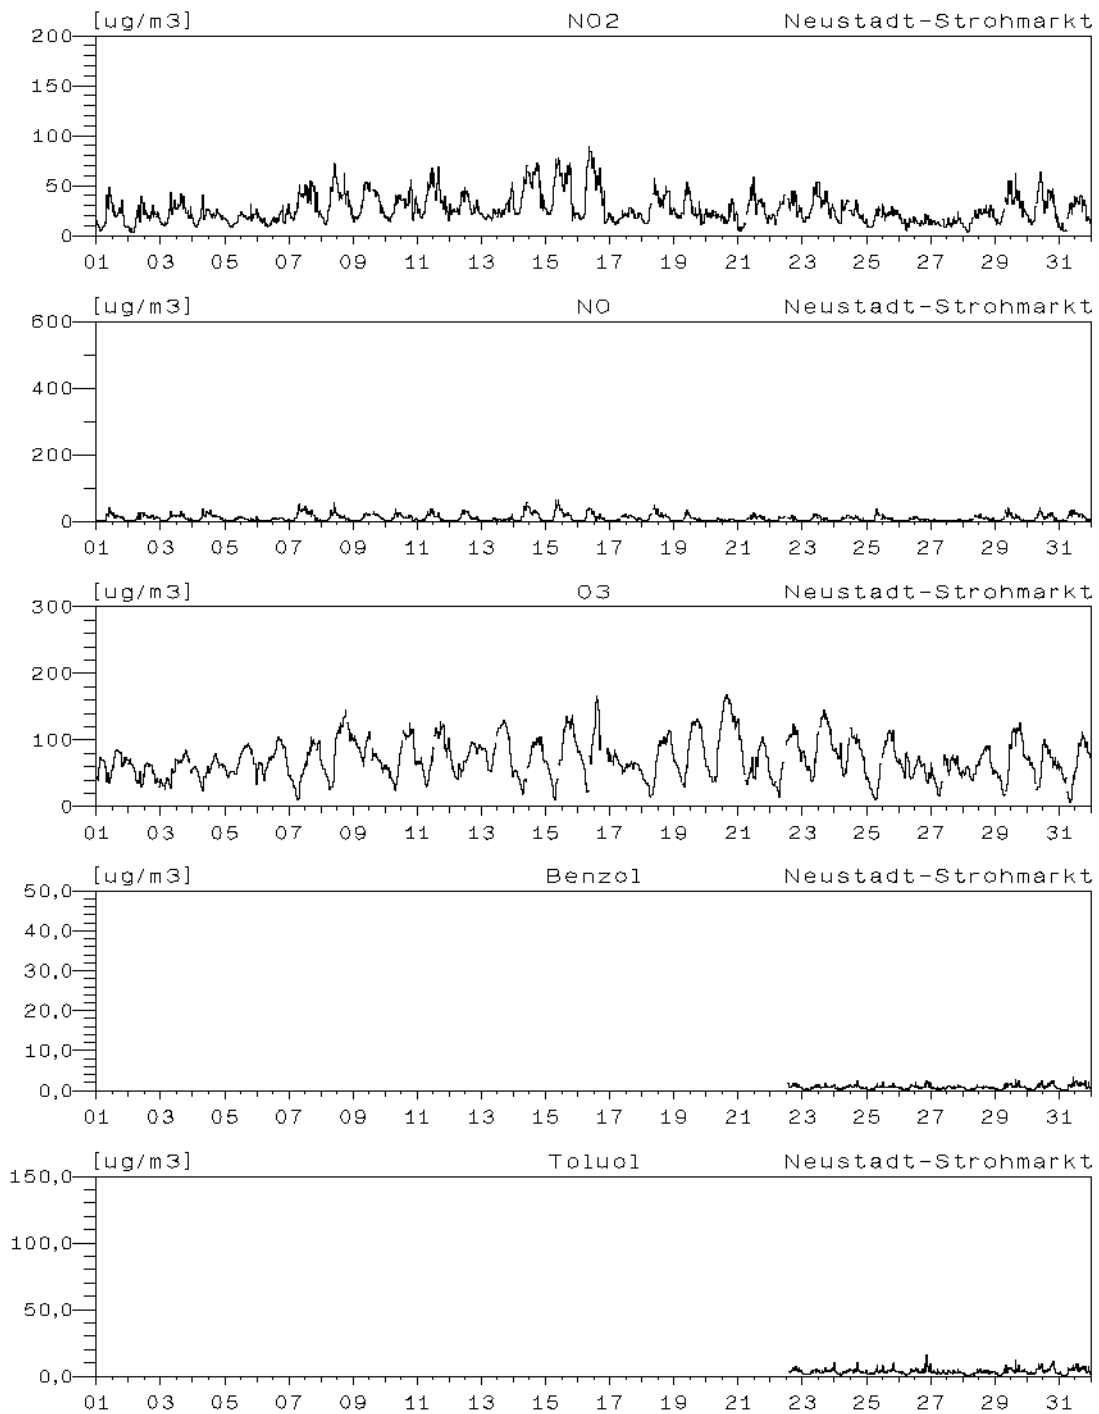 [ug/m3] NO2 Neustadt-Strohmarkt
200
150
100
50
0
01 03 05 07 09 11 13 15 17 19 21 23 25 27 29 31
[ug/m3] NO Neustadt-Strohmarkt
600
400
200
0
01 03 05 07 09 11 13 15 17 19 21 23 25 27 29 31
[ug/m3] O3 Neustadt-Strohmarkt
300
200
100
0
01 03 05 07 09 11 13 15 17 19 21 23 25 27 29 31
[ug/m3] Benzol Neustadt-Strohmarkt
50,0
40,0
30,0
20,0
10,0
0,0
01 03 05 07 09 11 13 15 17 19 21 23 25 27 29 31
[ug/m3] Toluol Neustadt-Strohmarkt
150,0
100,0
50,0
0,0
01 03 05 07 09 11 13 15 17 19 21 23 25 27 29 31